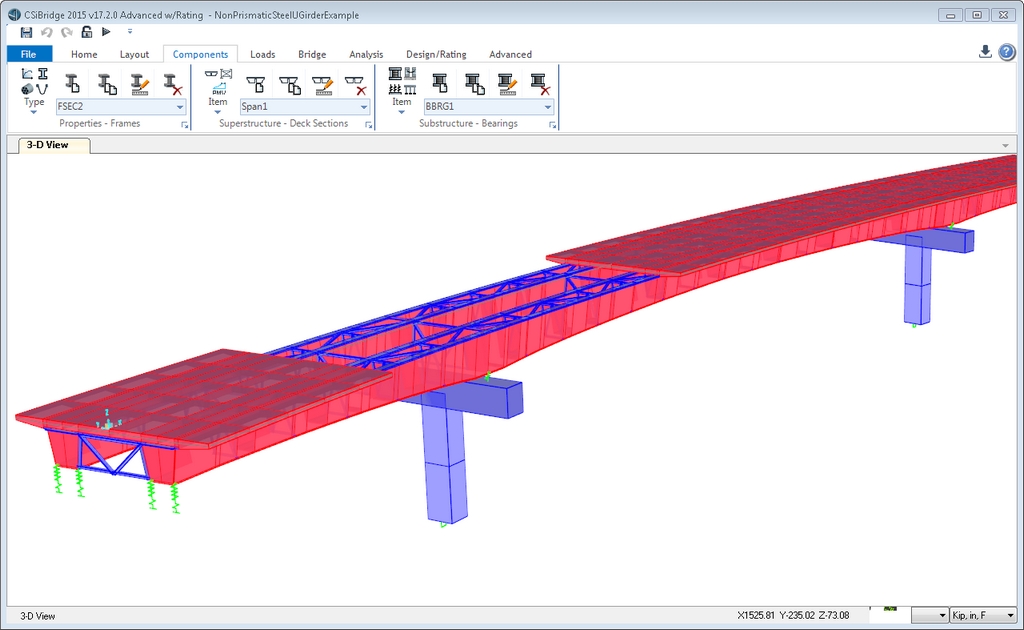 CSiBridge 2015 v17.2.0 Advanced w/Rating - NonPrismaticSteelUGirderExample
File Home Layout Components Loads Bridge Analysis Design/Rating Advanced
Type Item Item
FSEC2 Span1 BBRG1
Properties - Frames Superstructure - Deck Sections Substructure - Bearings
3-D View
3-D View X1525.81 Y-235.02 Z-73.08 Kip, in, F